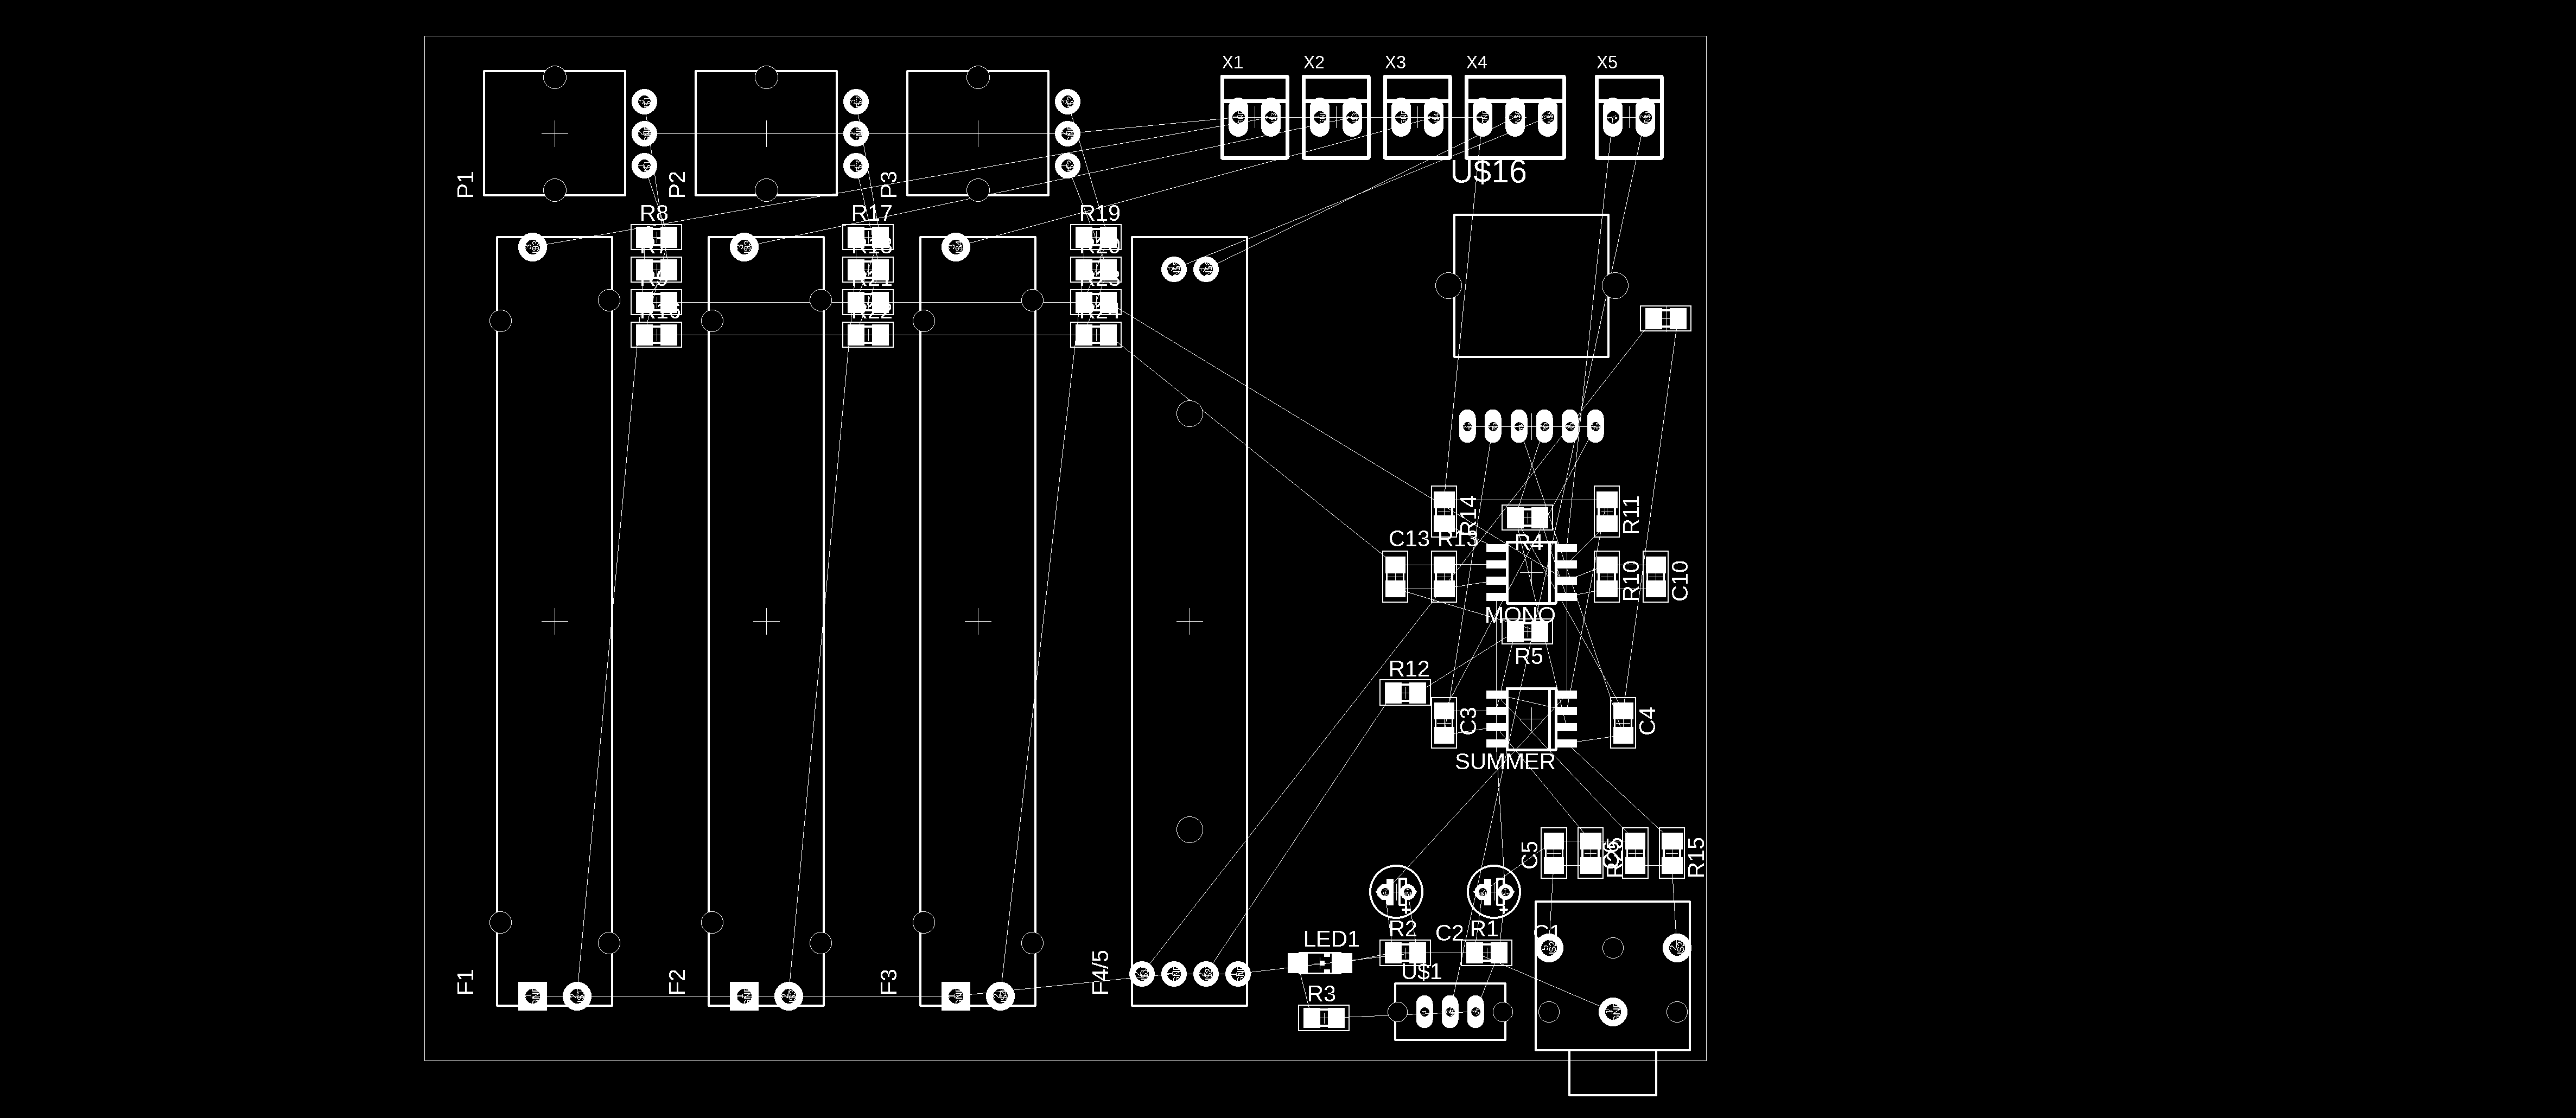 X1
X2
X3
X4
X5
U$16
P1
P2
P3
R8
R17
R19
R18
R20
R9
R21
R23
R16
R22
R24
R14
R11
C13
R13
R4
R10
C10
MONO
R5
R12
C3
C4
SUMMER
C5
R15
R2
C2
R1
C1
LED1
U$1
R3
F1
F2
F3
F4/5